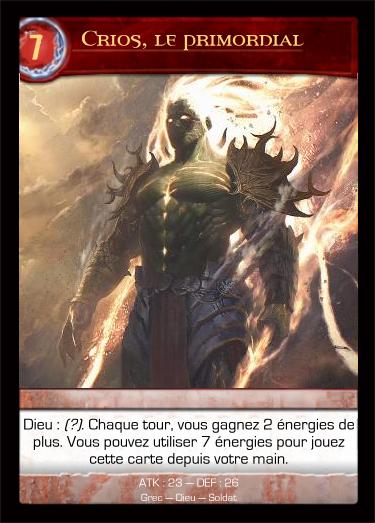 7
Crios, le primordial
Dieu : (?). Chaque tour, vous gagnez 2 énergies de
plus. Vous pouvez utiliser 7 énergies pour jouez
cette carte depuis votre main.
ATK : 23 – DEF : 26
Grec – Dieu – Soldat